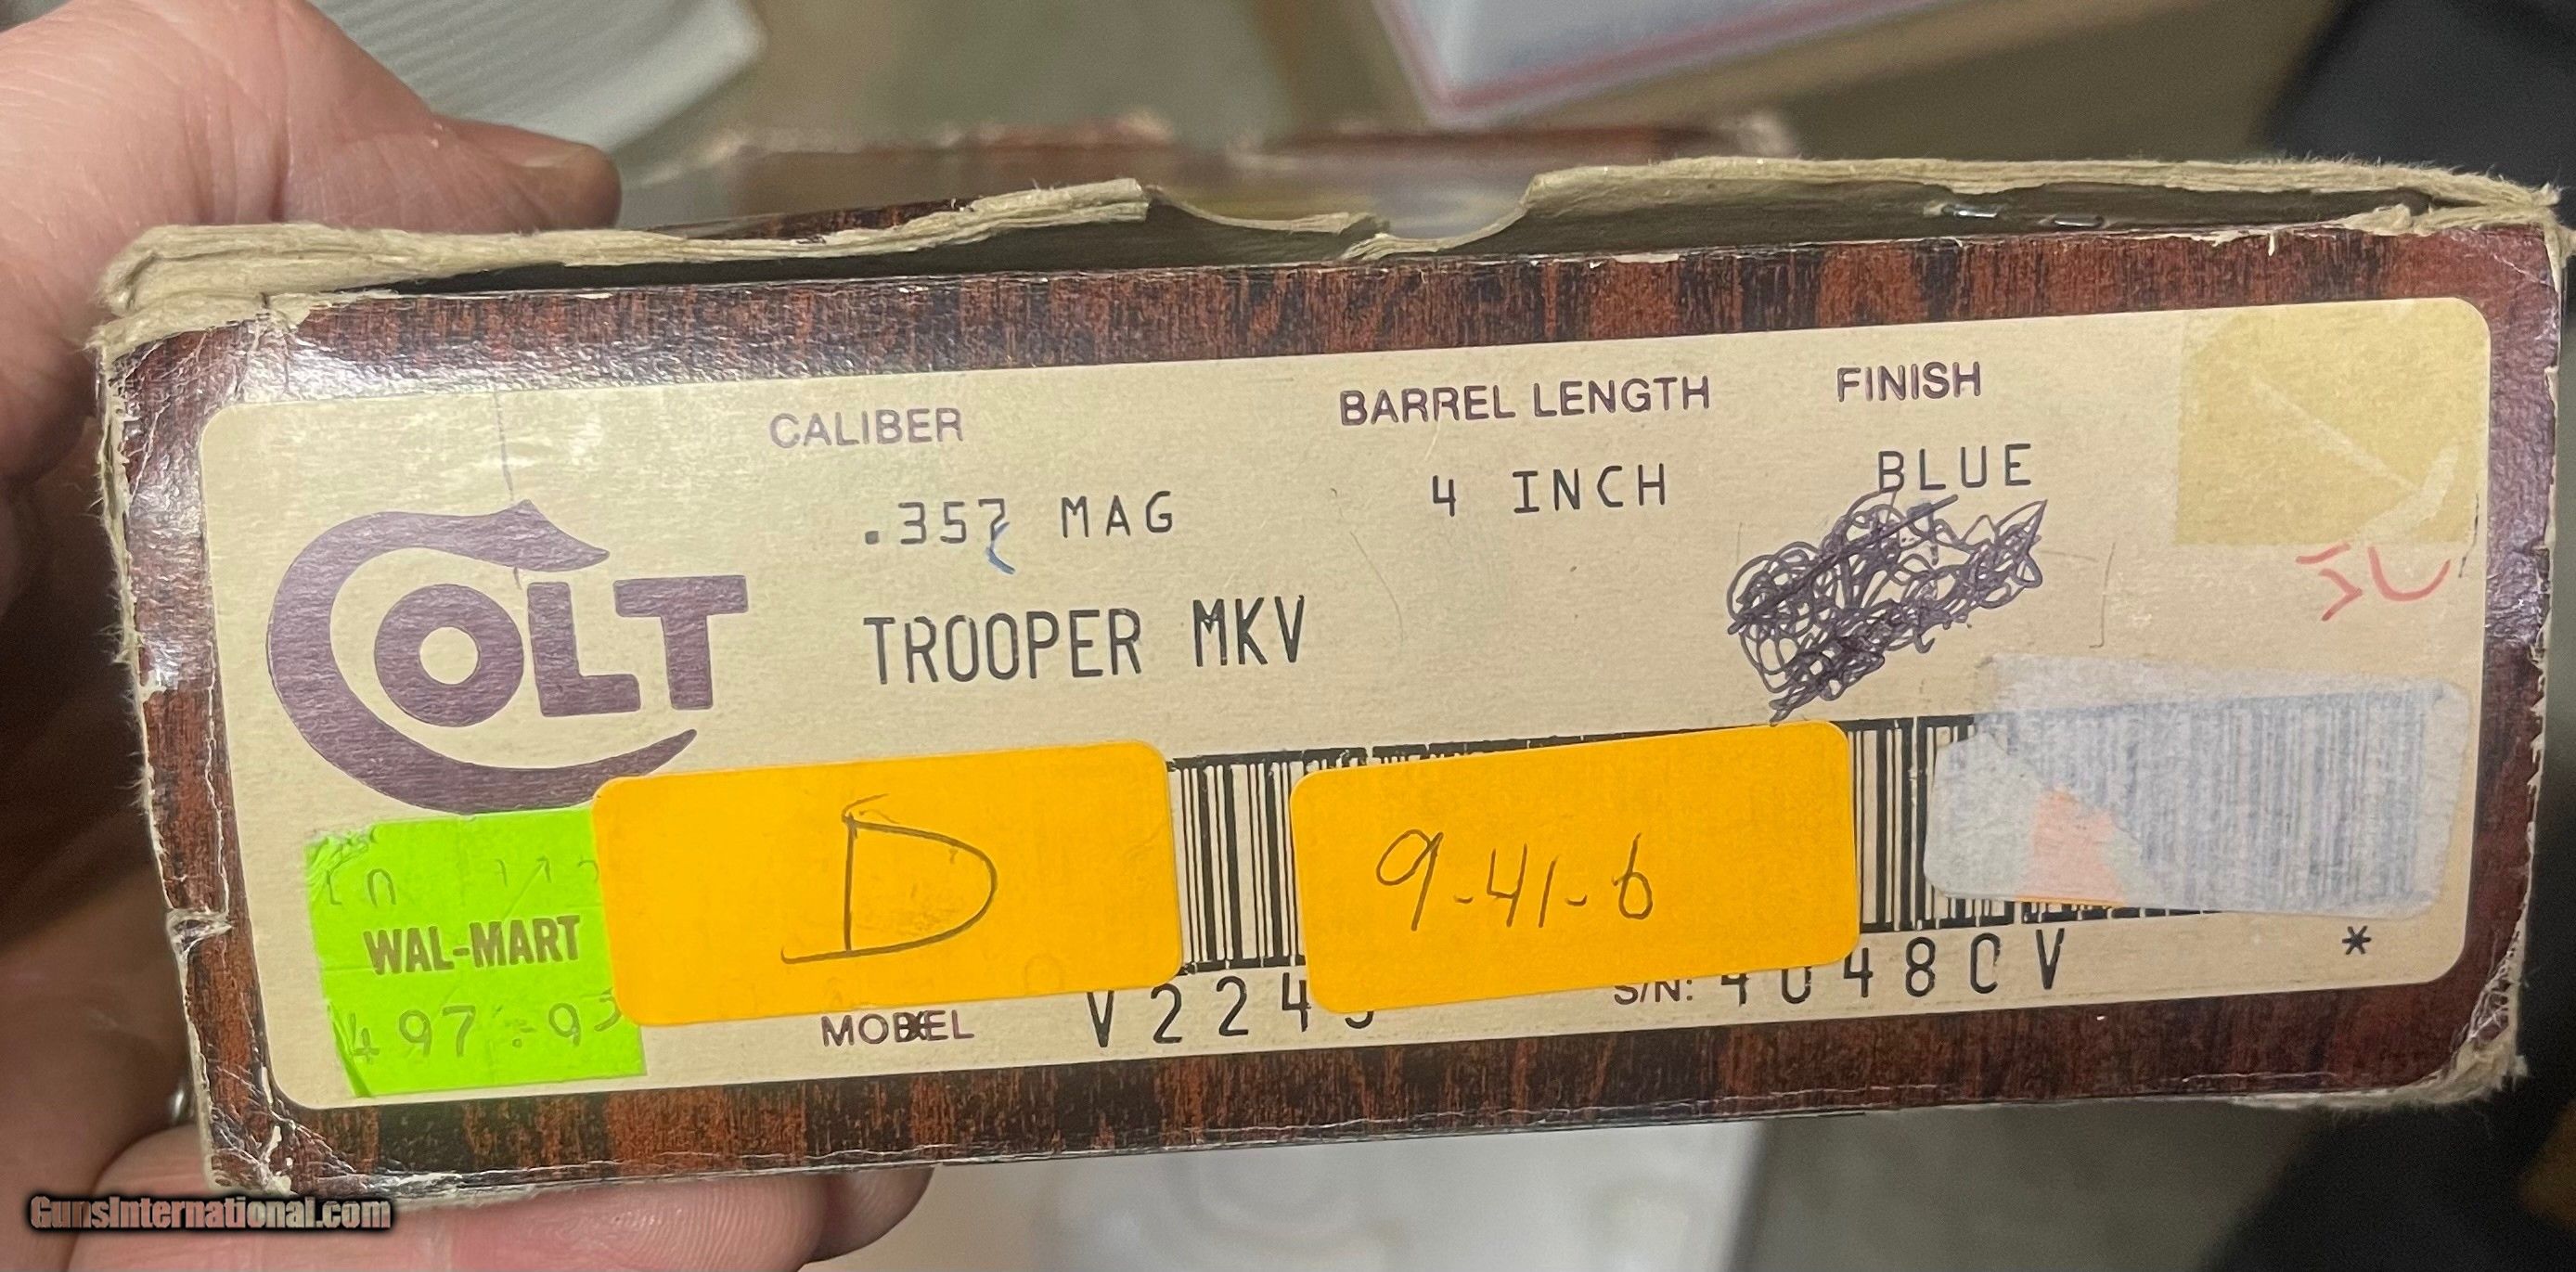 CALIBER BARREL LENGTH FINISH
.357 MAG 4 INCH BLUE
COLT
TROOPER MKV
D
9-41-6
WAL-MART
MODEL S/N: 40480V *
GunsInternational.com